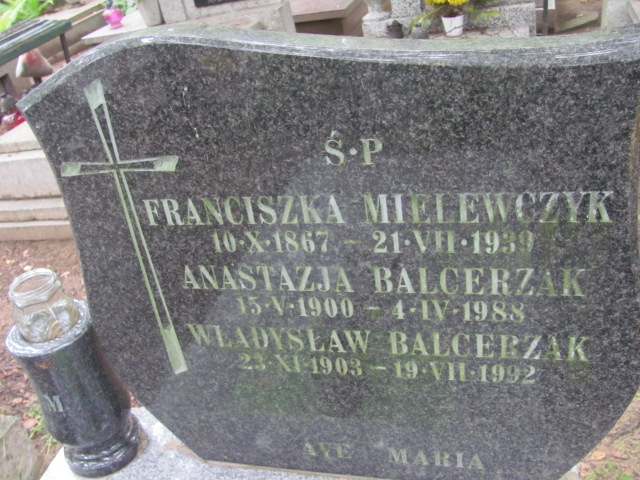 Ś·P
FRANCISZKA MIELEWCZYK
10·X·1867 – 21·VII·1939
ANASTAZJA BALCERZAK
15·V·1900 – 4·IV·1988
WŁADYSŁAW BALCERZAK
23·XI·1903 – 19·VII·1992
AVE MARIA
M